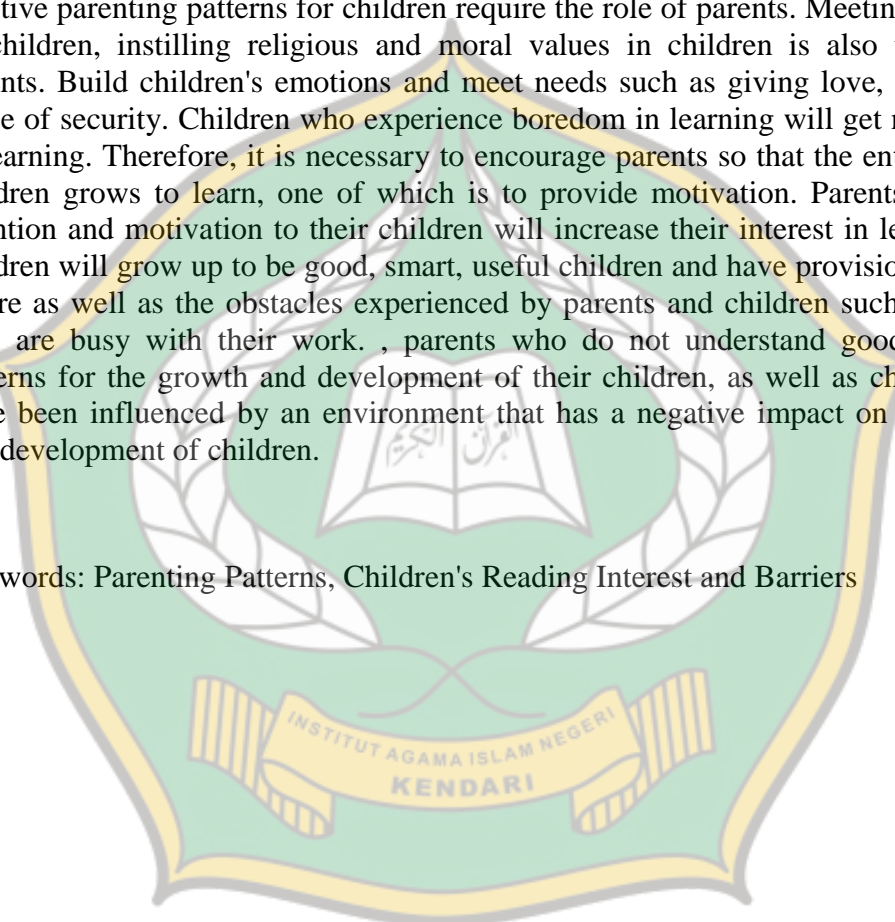 tive parenting patterns for children require the role of parents. Meetin
children, instilling religious and moral values in children is also
nts. Build children's emotions and meet needs such as giving love,
e of security. Children who experience boredom in learning will get
earning. Therefore, it is necessary to encourage parents so that the en
dren grows to learn, one of which is to provide motivation. Parents
ntion and motivation to their children will increase their interest in le
dren will grow up to be good, smart, useful children and have provisio
re as well as the obstacles experienced by parents and children such
are busy with their work. , parents who do not understand good
erns for the growth and development of their children, as well as ch
e been influenced by an environment that has a negative impact on
development of children.
القرآن الكريم
words: Parenting Patterns, Children's Reading Interest and Barriers
INSTITUT AGAMA ISLAM NEGERI
KENDARI